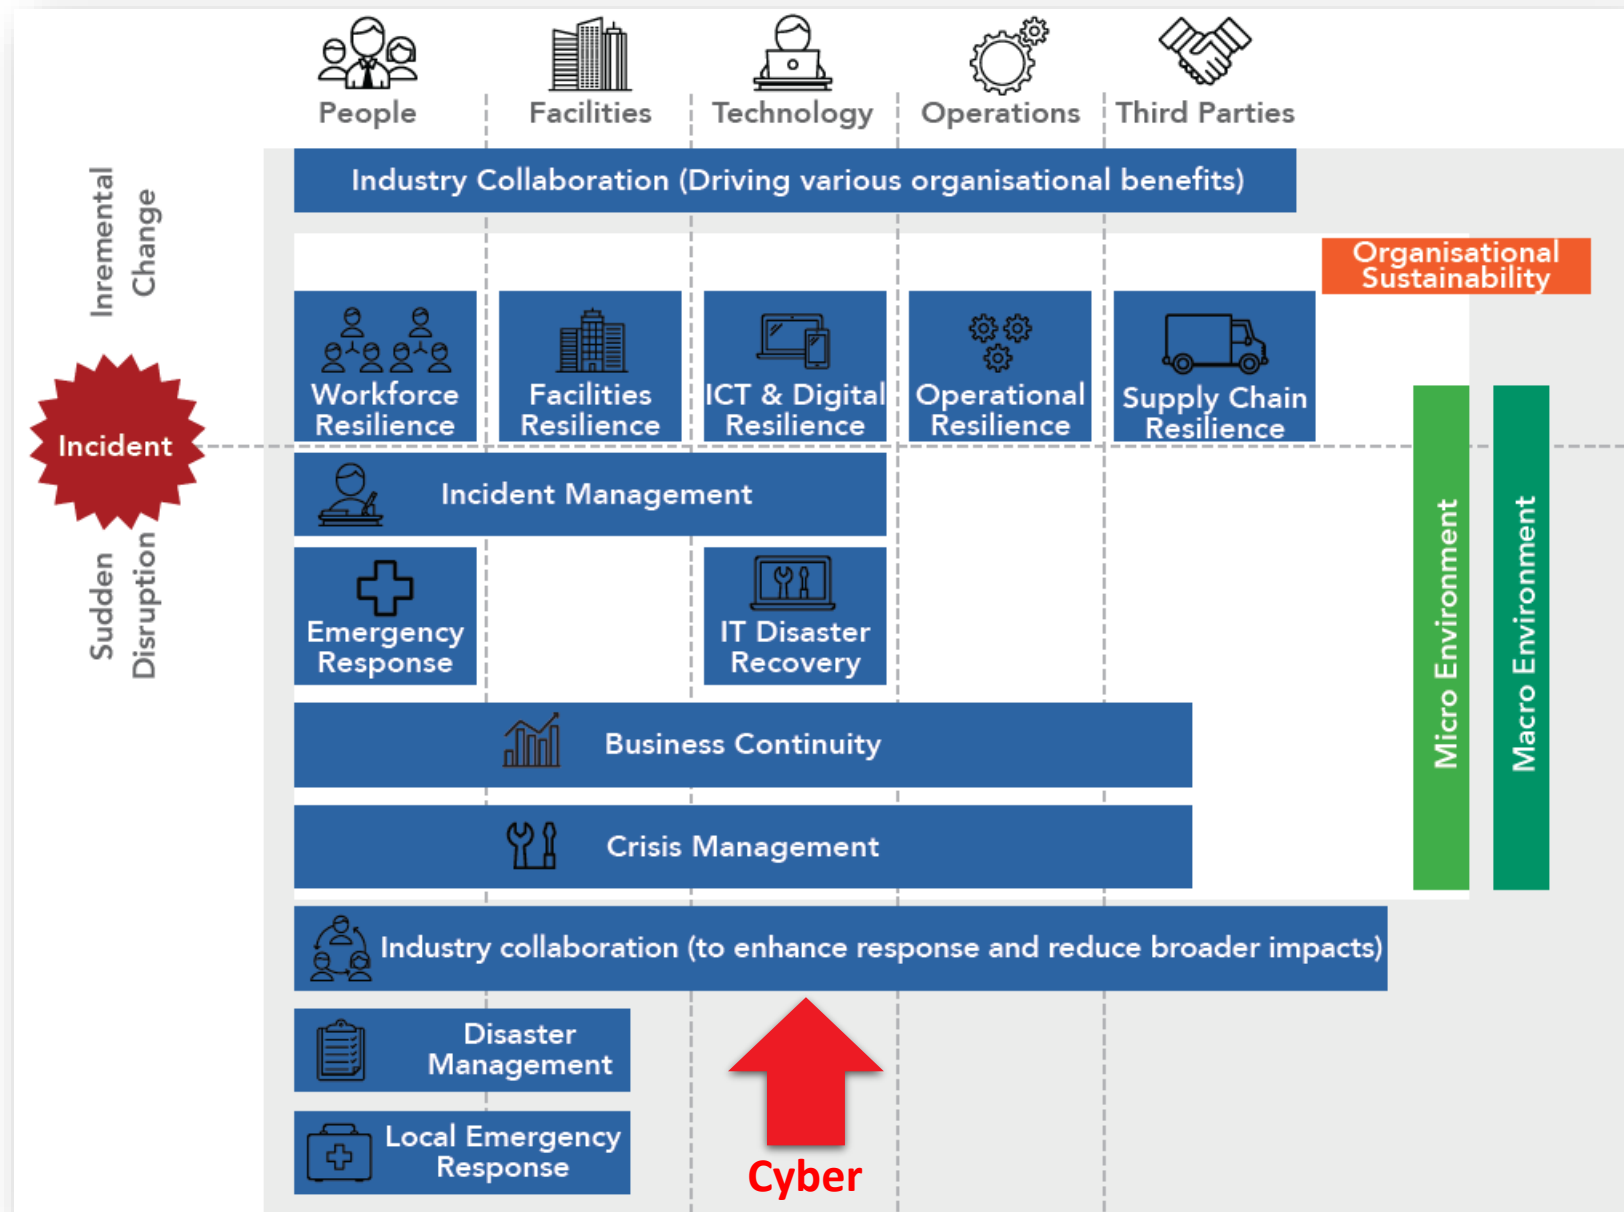 People
Facilities
Technology
Operations
Third Parties
Inremental
Change
Industry Collaboration (Driving various organisational benefits)
Organisational
Sustainability
Workforce
Resilience
Facilities
Resilience
ICT & Digital
Resilience
Operational
Resilience
Supply Chain
Resilience
Incident
Incident Management
Sudden
Disruption
Emergency
Response
IT Disaster
Recovery
Micro Environment
Macro Environment
Business Continuity
Crisis Management
Industry collaboration (to enhance response and reduce broader impacts)
Disaster
Management
Local Emergency
Response
Cyber